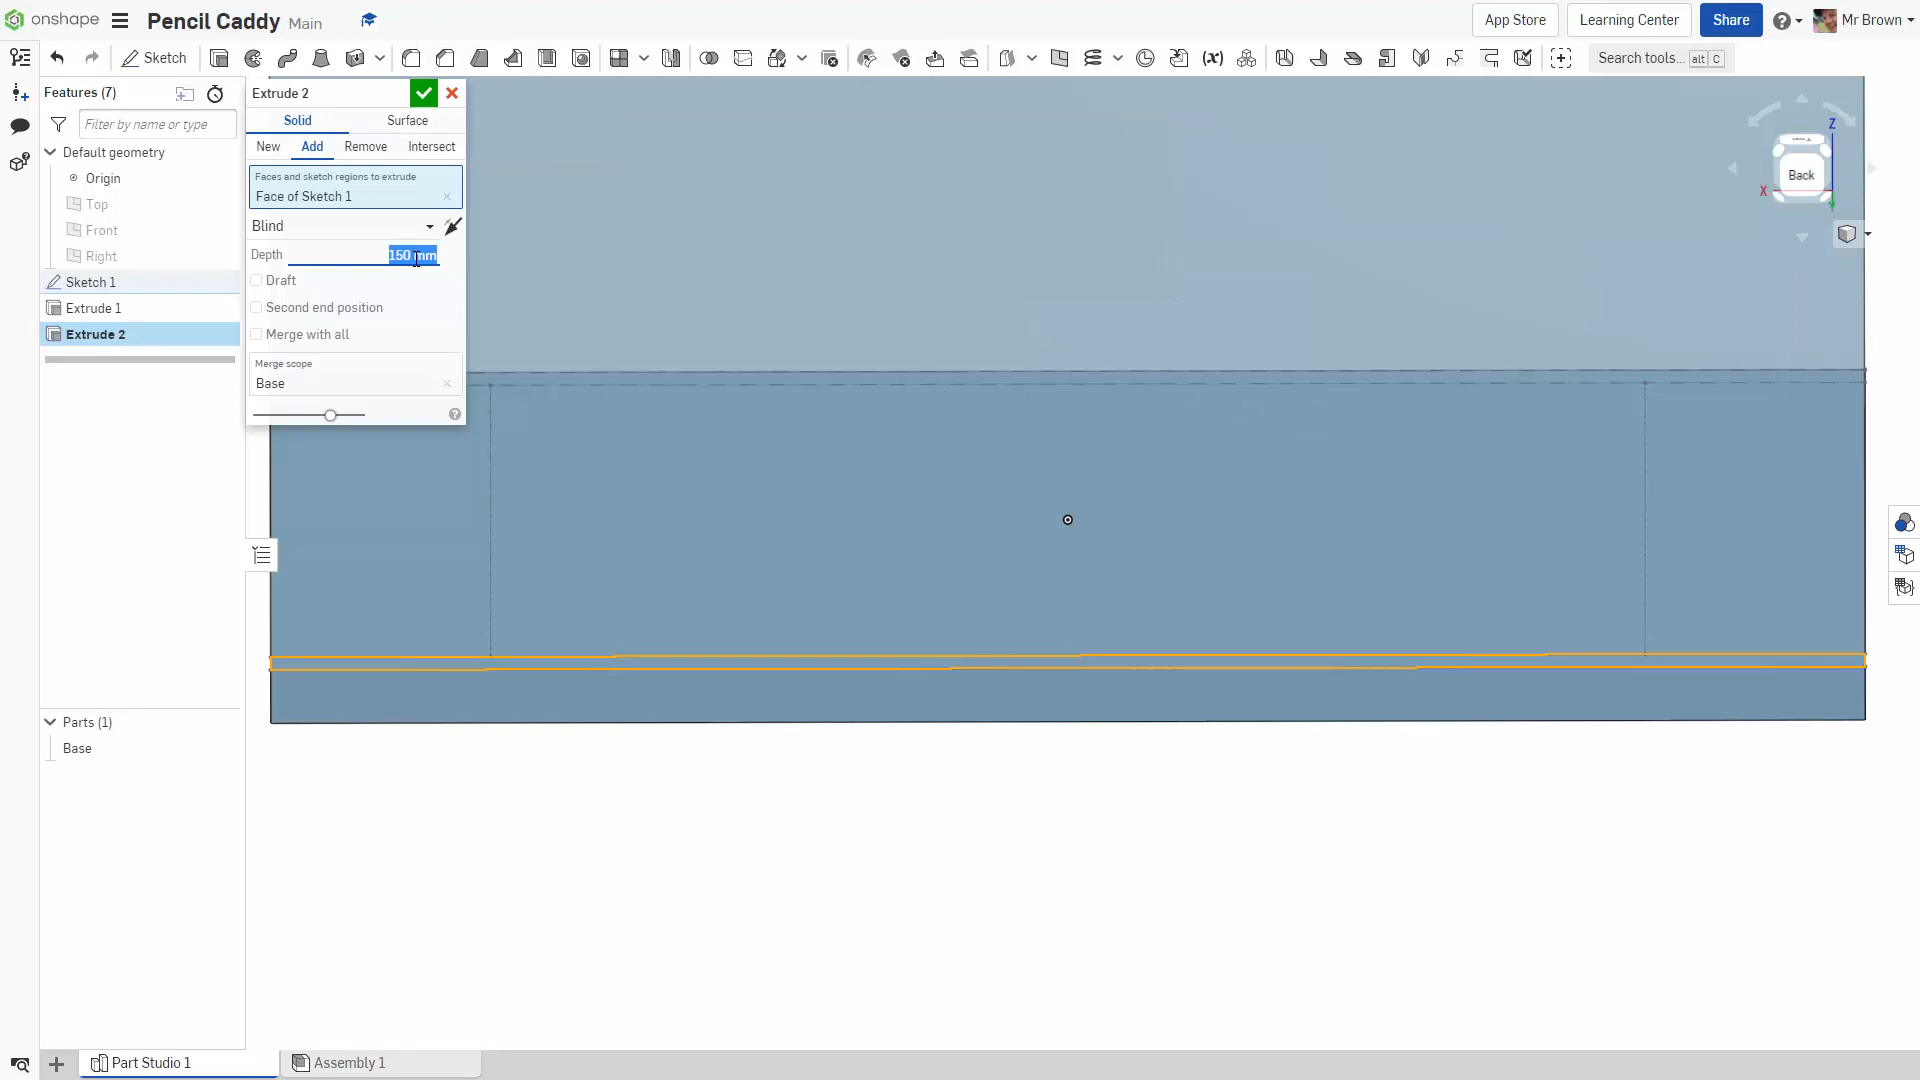 onshape
Pencil Caddy Main
App Store
Learning Center
Share
Mr Brown
Sketch
Search tools... alt C
Features (7)
Filter by name or type
Default geometry
Origin
Top
Front
Right
Sketch 1
Extrude 1
Extrude 2
Parts (1)
Base
Extrude 2
Solid
Surface
New
Add
Remove
Intersect
Faces and sketch regions to extrude
Face of Sketch 1
Blind
Depth
150 mm
Draft
Second end position
Merge with all
Merge scope
Base
Z
Back
X
Part Studio 1
Assembly 1